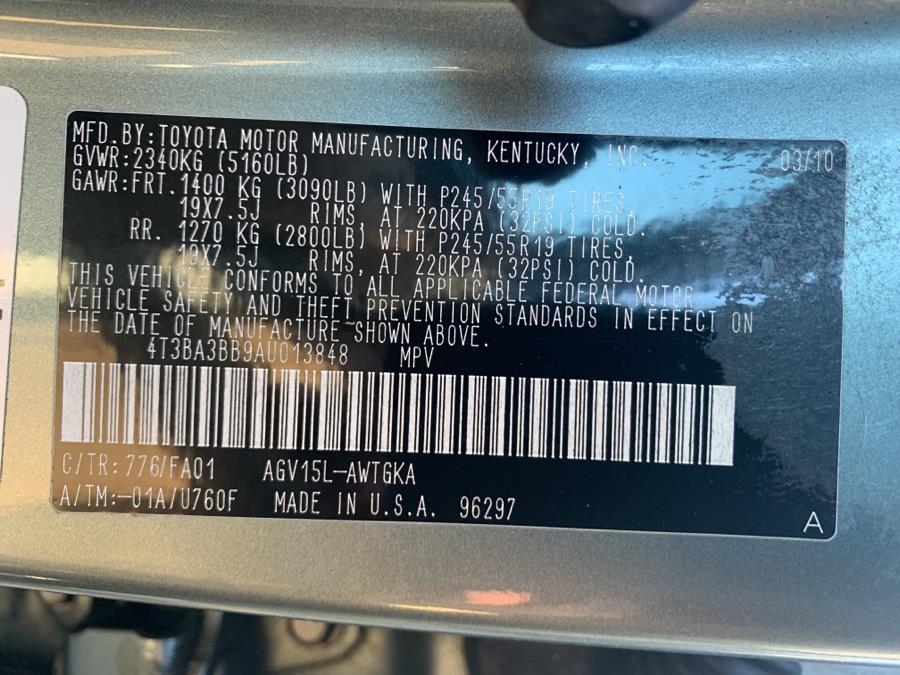 MFD.BY:TOYOTA MOTOR MANUFACTURING, KENTUCKY, INC. 03/10
GVWR:2340KG (5160LB)
GAWR:FRT.1400 KG (3090LB) WITH P245/55R19 TIRES,
19X7.5J RIMS, AT 220KPA (32PSI) COLD.
RR. 1270 KG (2800LB) WITH P245/55R19 TIRES,
19X7.5J RIMS, AT 220KPA (32PSI) COLD.
THIS VEHICLE CONFORMS TO ALL APPLICABLE FEDERAL MOTOR
VEHICLE SAFETY AND THEFT PREVENTION STANDARDS IN EFFECT ON
THE DATE OF MANUFACTURE SHOWN ABOVE.
4T3BA3BB9AU013848 MPV
C/TR:776/FA01 AGV15L-AWTGKA
A/TM:-01A/U760F MADE IN U.S.A. 96297
A